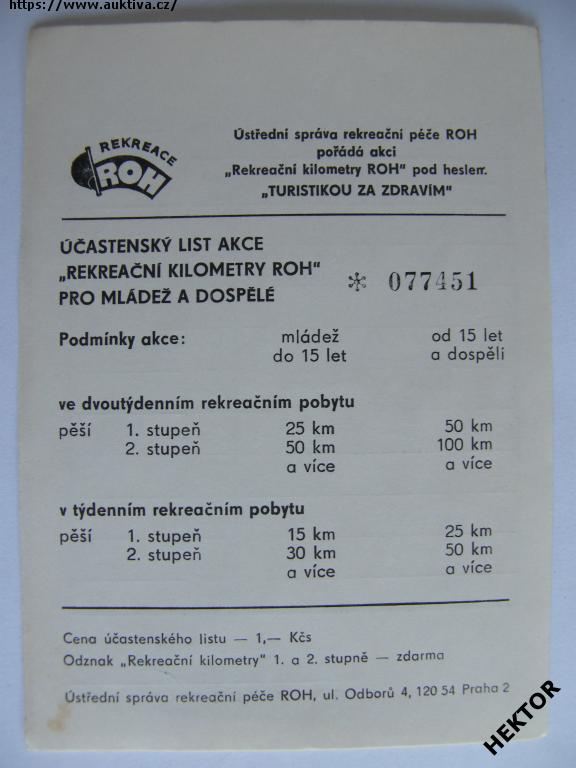 https://www.auktiva.cz/
REKREACE
ROH
Ústřední správa rekreační péče ROH
pořádá akci
„Rekreační kilometry ROH" pod heslem
„TURISTIKOU ZA ZDRAVÍM"
ÚČASTENSKÝ LIST AKCE
„REKREAČNÍ KILOMETRY ROH"
PRO MLÁDEŽ A DOSPĚLÉ
* 077451
Podmínky akce: mládež od 15 let
do 15 let a dospělí
ve dvoutýdenním rekreačním pobytu
pěší 1. stupeň 25 km 50 km
2. stupeň 50 km 100 km
a více a více
v týdenním rekreačním pobytu
pěší 1. stupeň 15 km 25 km
2. stupeň 30 km 50 km
a více a více
Cena účastenského listu — 1,— Kčs
Odznak „Rekreační kilometry" 1. a 2. stupně — zdarma
Ústřední správa rekreační péče ROH, ul. Odborů 4, 120 54 Praha 2
HEKTOR